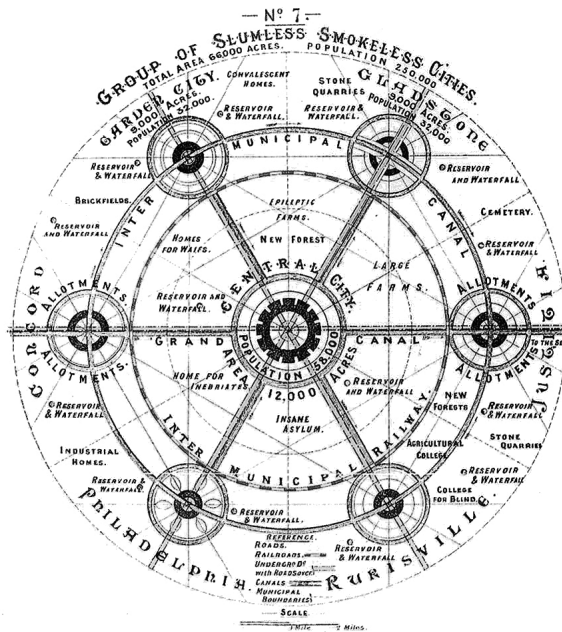 — Nº 7. —
GROUP OF SLUMLESS SMOKELESS CITIES.
TOTAL AREA 66000 ACRES. POPULATION 250.000
GARDEN CITY.
9,000 ACRES.
POPULATION 32,000.
CONVALESCENT
HOMES.
STONE
QUARRIES
GLADSTONE
9,000 ACRES
POPULATION 32,000
RESERVOIR
& WATERFALL
RESERVOIR &
WATERFALL.
RESERVOIR
& WATERFALL
RESERVOIR
AND WATERFALL
INTER MUNICIPAL CANAL
BRICKFIELDS.
RESERVOIR
AND WATERFALL
EPILEPTIC
FARMS.
NEW FOREST
HOMES
FOR WAIFS.
LARGE
FARMS.
CEMETERY.
RESERVOIR
& WATERFALL
CONCORD
ALLOTMENTS.
ALLOTMENTS.
RESERVOIR AND
WATERFALL.
CENTRAL CITY
POPULATION 58,000
AREA 12,000 ACRES
GRAND CANAL
ALLOTMENTS
ALLOTMENTS
JUSTITIA
HOME FOR
INEBRIATES.
RESERVOIR
AND WATERFALL
NEW
FORESTS
RESERVOIR
& WATERFALL
RESERVOIR
& WATERFALL
INSANE
ASYLUM.
INTER MUNICIPAL RAILWAY.
AGRICULTURAL
COLLEGE
STONE
QUARRIES
INDUSTRIAL
HOMES.
RESERVOIR &
WATERFALL
RESERVOIR
& WATERFALL
COLLEGE
FOR BLIND.
RESERVOIR
& WATERFALL.
PHILADELPHIA.
RURISVILLE
RESERVOIR
& WATERFALL
REFERENCE.
ROADS.
RAILROADS.
UNDERGRDº
WITH ROADS OVER
CANALS
MUNICIPAL
BOUNDARIES
— SCALE
1 Mile 2 Miles.